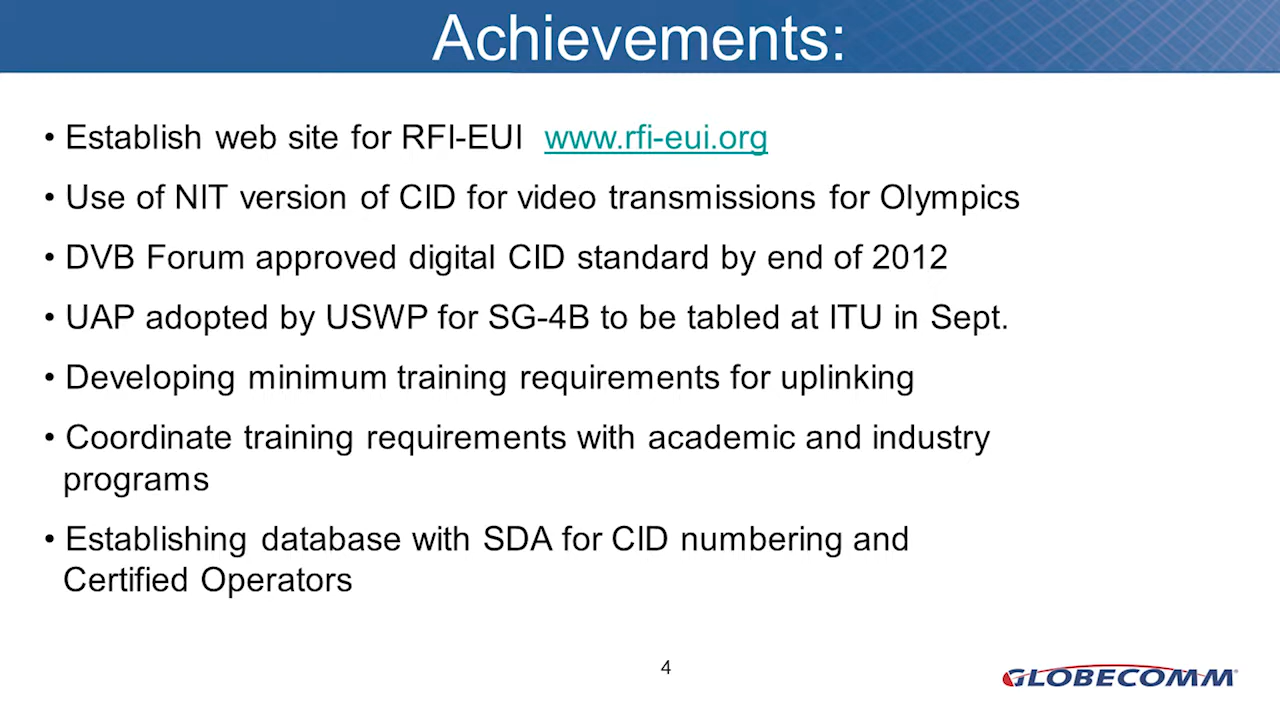 Achievements:
• Establish web site for RFI-EUI www.rfi-eui.org
• Use of NIT version of CID for video transmissions for Olympics
• DVB Forum approved digital CID standard by end of 2012
• UAP adopted by USWP for SG-4B to be tabled at ITU in Sept.
• Developing minimum training requirements for uplinking
• Coordinate training requirements with academic and industry
programs
• Establishing database with SDA for CID numbering and
Certified Operators
4
GLOBECOMM